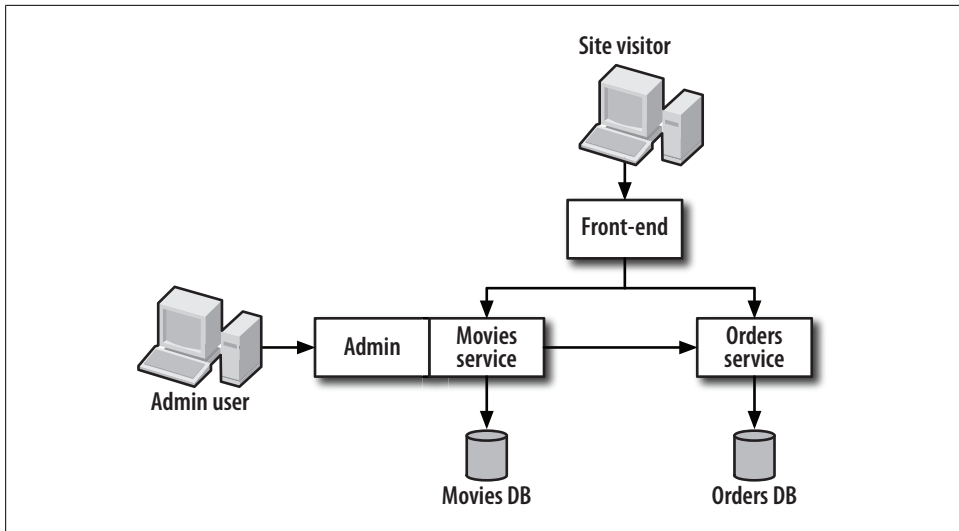 Site visitor
Front-end
Admin
Movies
service
Orders
service
Admin user
Movies DB
Orders DB